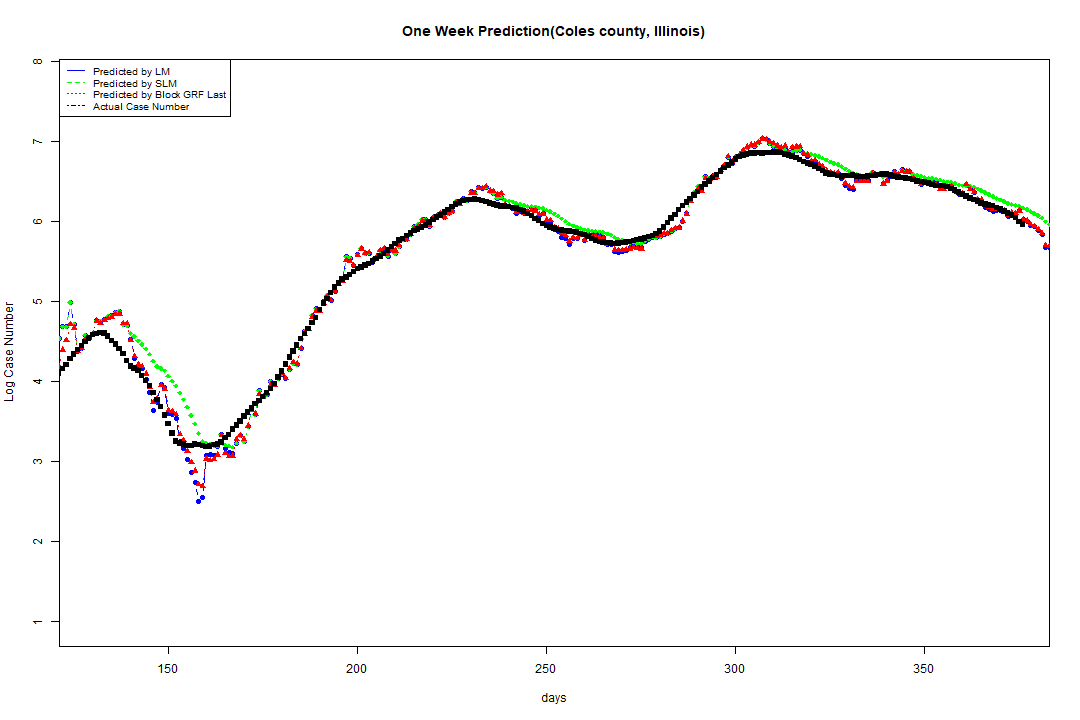 One Week Prediction(Coles county, Illinois)
Predicted by LM
Predicted by SLM
Predicted by Block GRF Last
Actual Case Number
8
7
6
5
4
3
2
1
Log Case Number
150 200 250 300 350
days